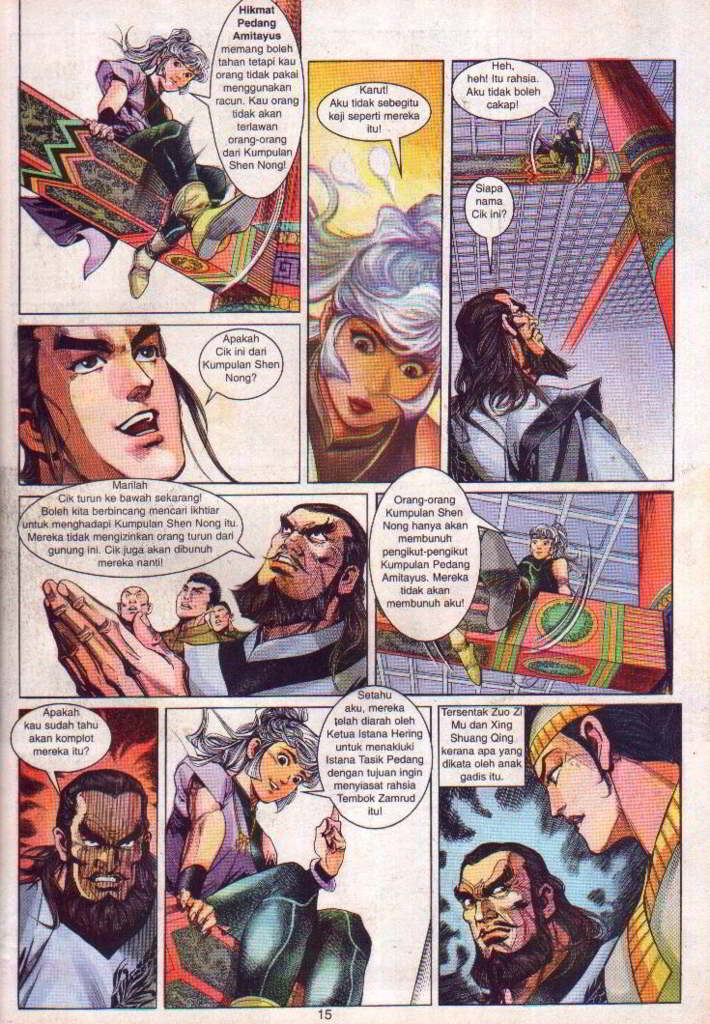 Hikmat
Pedang
Amitayus
memang boleh
tahan tetapi kau
orang tidak pakai
menggunakan
racun. Kau orang
tidak akan
terlawan
orang-orang
dari Kumpulan
Shen Nong!
Karut!
Aku tidak sebegitu
keji seperti mereka
itu!
Heh,
heh! Itu rahsia.
Aku tidak boleh
cakap!
Siapa
nama
Cik ini?
Apakah
Cik ini dari
Kumpulan Shen
Nong?
Marilah
Cik turun ke bawah sekarang!
Boleh kita berbincang mencari ikhtiar
untuk menghadapi Kumpulan Shen Nong itu.
Mereka tidak mengizinkan orang turun dari
gunung ini. Cik juga akan dibunuh
mereka nanti!
Orang-orang
Kumpulan Shen
Nong hanya akan
membunuh
pengikut-pengikut
Kumpulan Pedang
Amitayus. Mereka
tidak akan
membunuh aku!
Apakah
kau sudah tahu
akan komplot
mereka itu?
Setahu
aku, mereka
telah diarah oleh
Ketua Istana Hering
untuk menakluki
Istana Tasik Pedang
dengan tujuan ingin
menyiasat rahsia
Tembok Zamrud
itu!
Tersentak Zuo Zi
Mu dan Xing
Shuang Qing
kerana apa yang
dikata oleh anak
gadis itu.
15